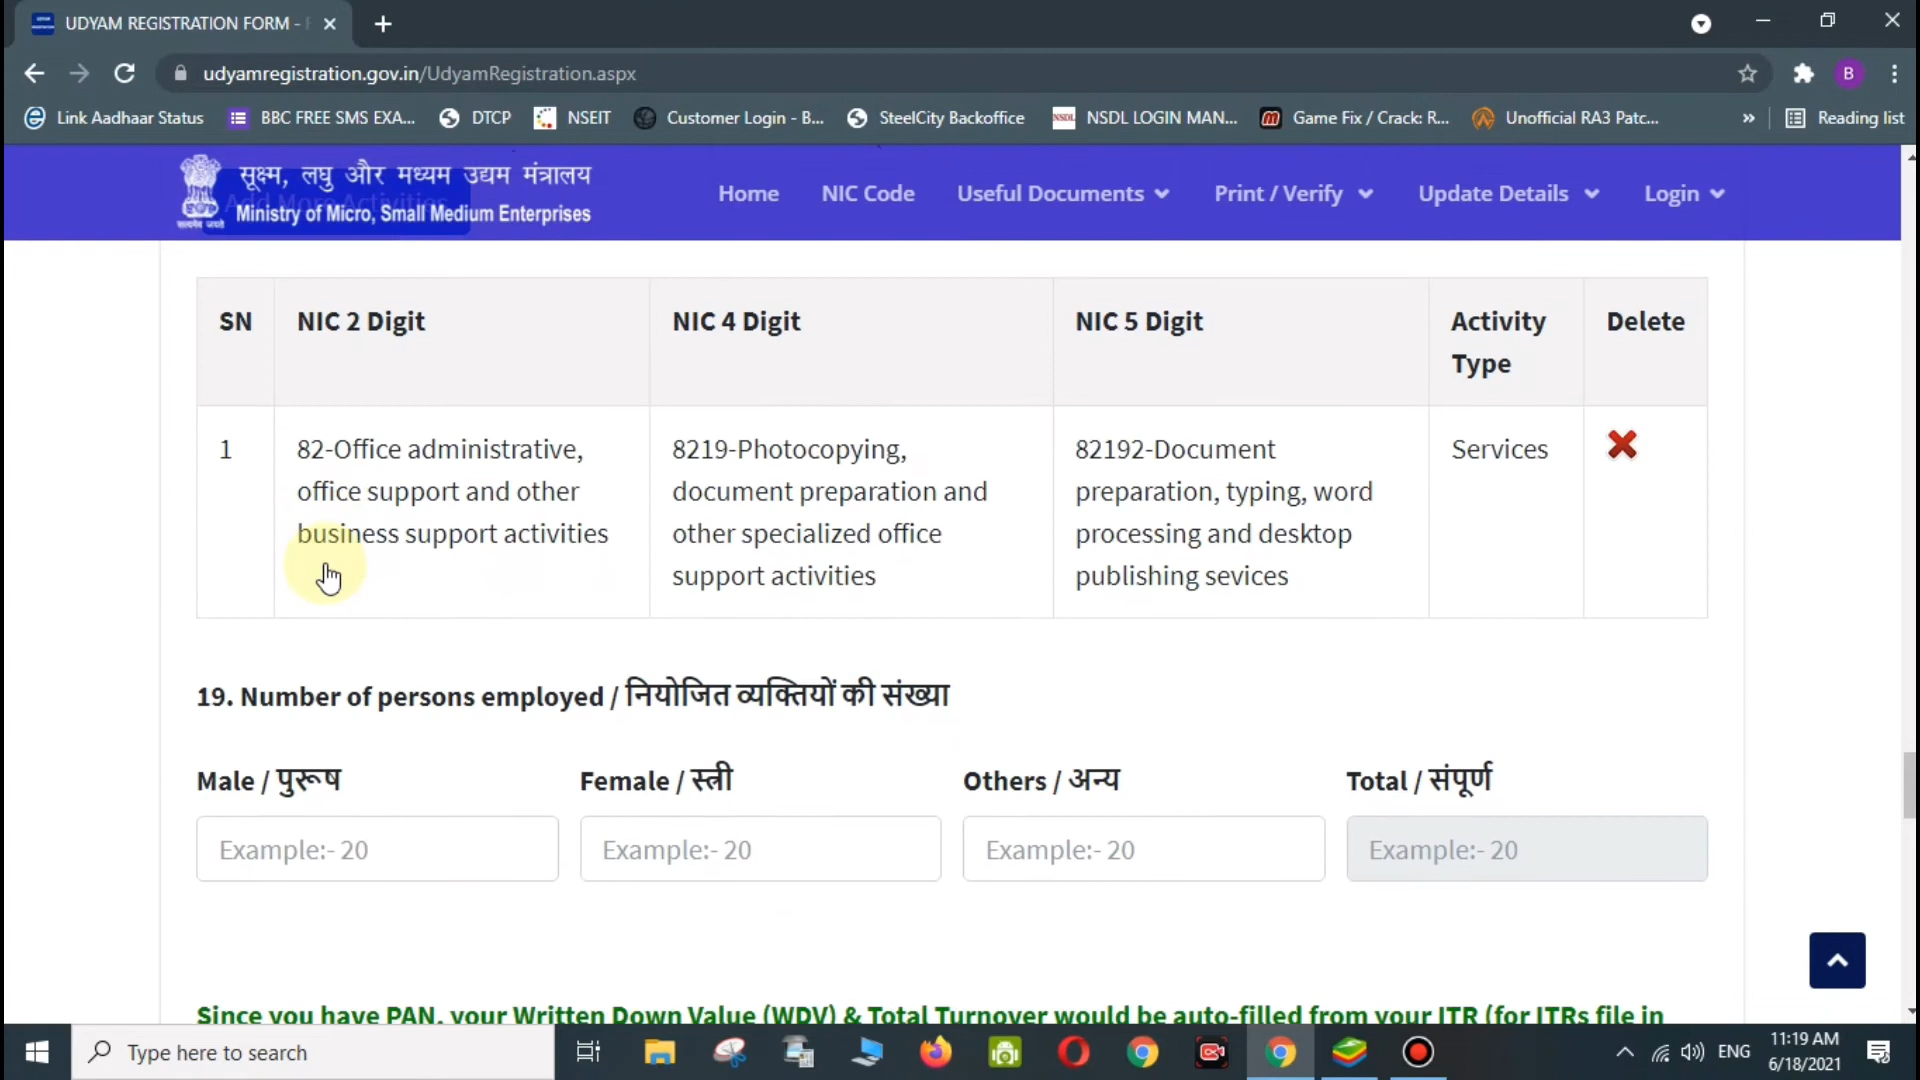 UDYAM REGISTRATION FORM -
udyamregistration.gov.in/UdyamRegistration.aspx
B
Link Aadhaar Status
BBC FREE SMS EXA...
DTCP
NSEIT
Customer Login - B...
SteelCity Backoffice
NSDL LOGIN MAN...
Game Fix / Crack: R...
Unofficial RA3 Patc...
»
Reading list
सूक्ष्म, लघु और मध्यम उद्यम मंत्रालय
Ministry of Micro, Small Medium Enterprises
Add More Activities
Home
NIC Code
Useful Documents
Print / Verify
Update Details
Login
SN
NIC 2 Digit
NIC 4 Digit
NIC 5 Digit
Activity
Type
Delete
1
82-Office administrative,
office support and other
business support activities
8219-Photocopying,
document preparation and
other specialized office
support activities
82192-Document
preparation, typing, word
processing and desktop
publishing sevices
Services
19. Number of persons employed / नियोजित व्यक्तियों की संख्या
Male / पुरूष
Female / स्त्री
Others / अन्य
Total / संपूर्ण
Example:- 20
Example:- 20
Example:- 20
Example:- 20
Since you have PAN, your Written Down Value (WDV) & Total Turnover would be auto-filled from your ITR (for ITRs file in
Type here to search
ENG
11:19 AM
6/18/2021